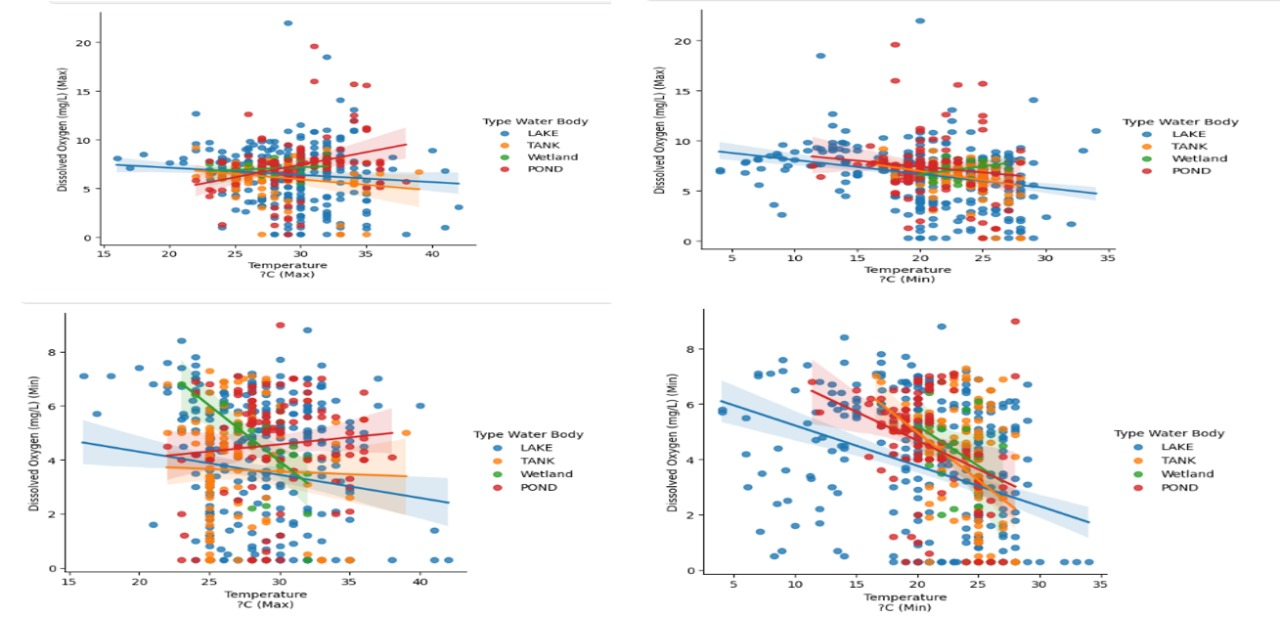 Dissolved Oxygen (mg/L) (Max)
20
15
10
5
0
15 20 25 30 35 40
Temperature
?C (Max)
Type Water Body
LAKE
TANK
Wetland
POND
Dissolved Oxygen (mg/L) (Max)
20
15
10
5
0
5 10 15 20 25 30 35
Temperature
?C (Min)
Type Water Body
LAKE
TANK
Wetland
POND
Dissolved Oxygen (mg/L) (Min)
8
6
4
2
0
15 20 25 30 35 40
Temperature
?C (Max)
Type Water Body
LAKE
TANK
Wetland
POND
Dissolved Oxygen (mg/L) (Min)
8
6
4
2
0
5 10 15 20 25 30 35
Temperature
?C (Min)
Type Water Body
LAKE
TANK
Wetland
POND